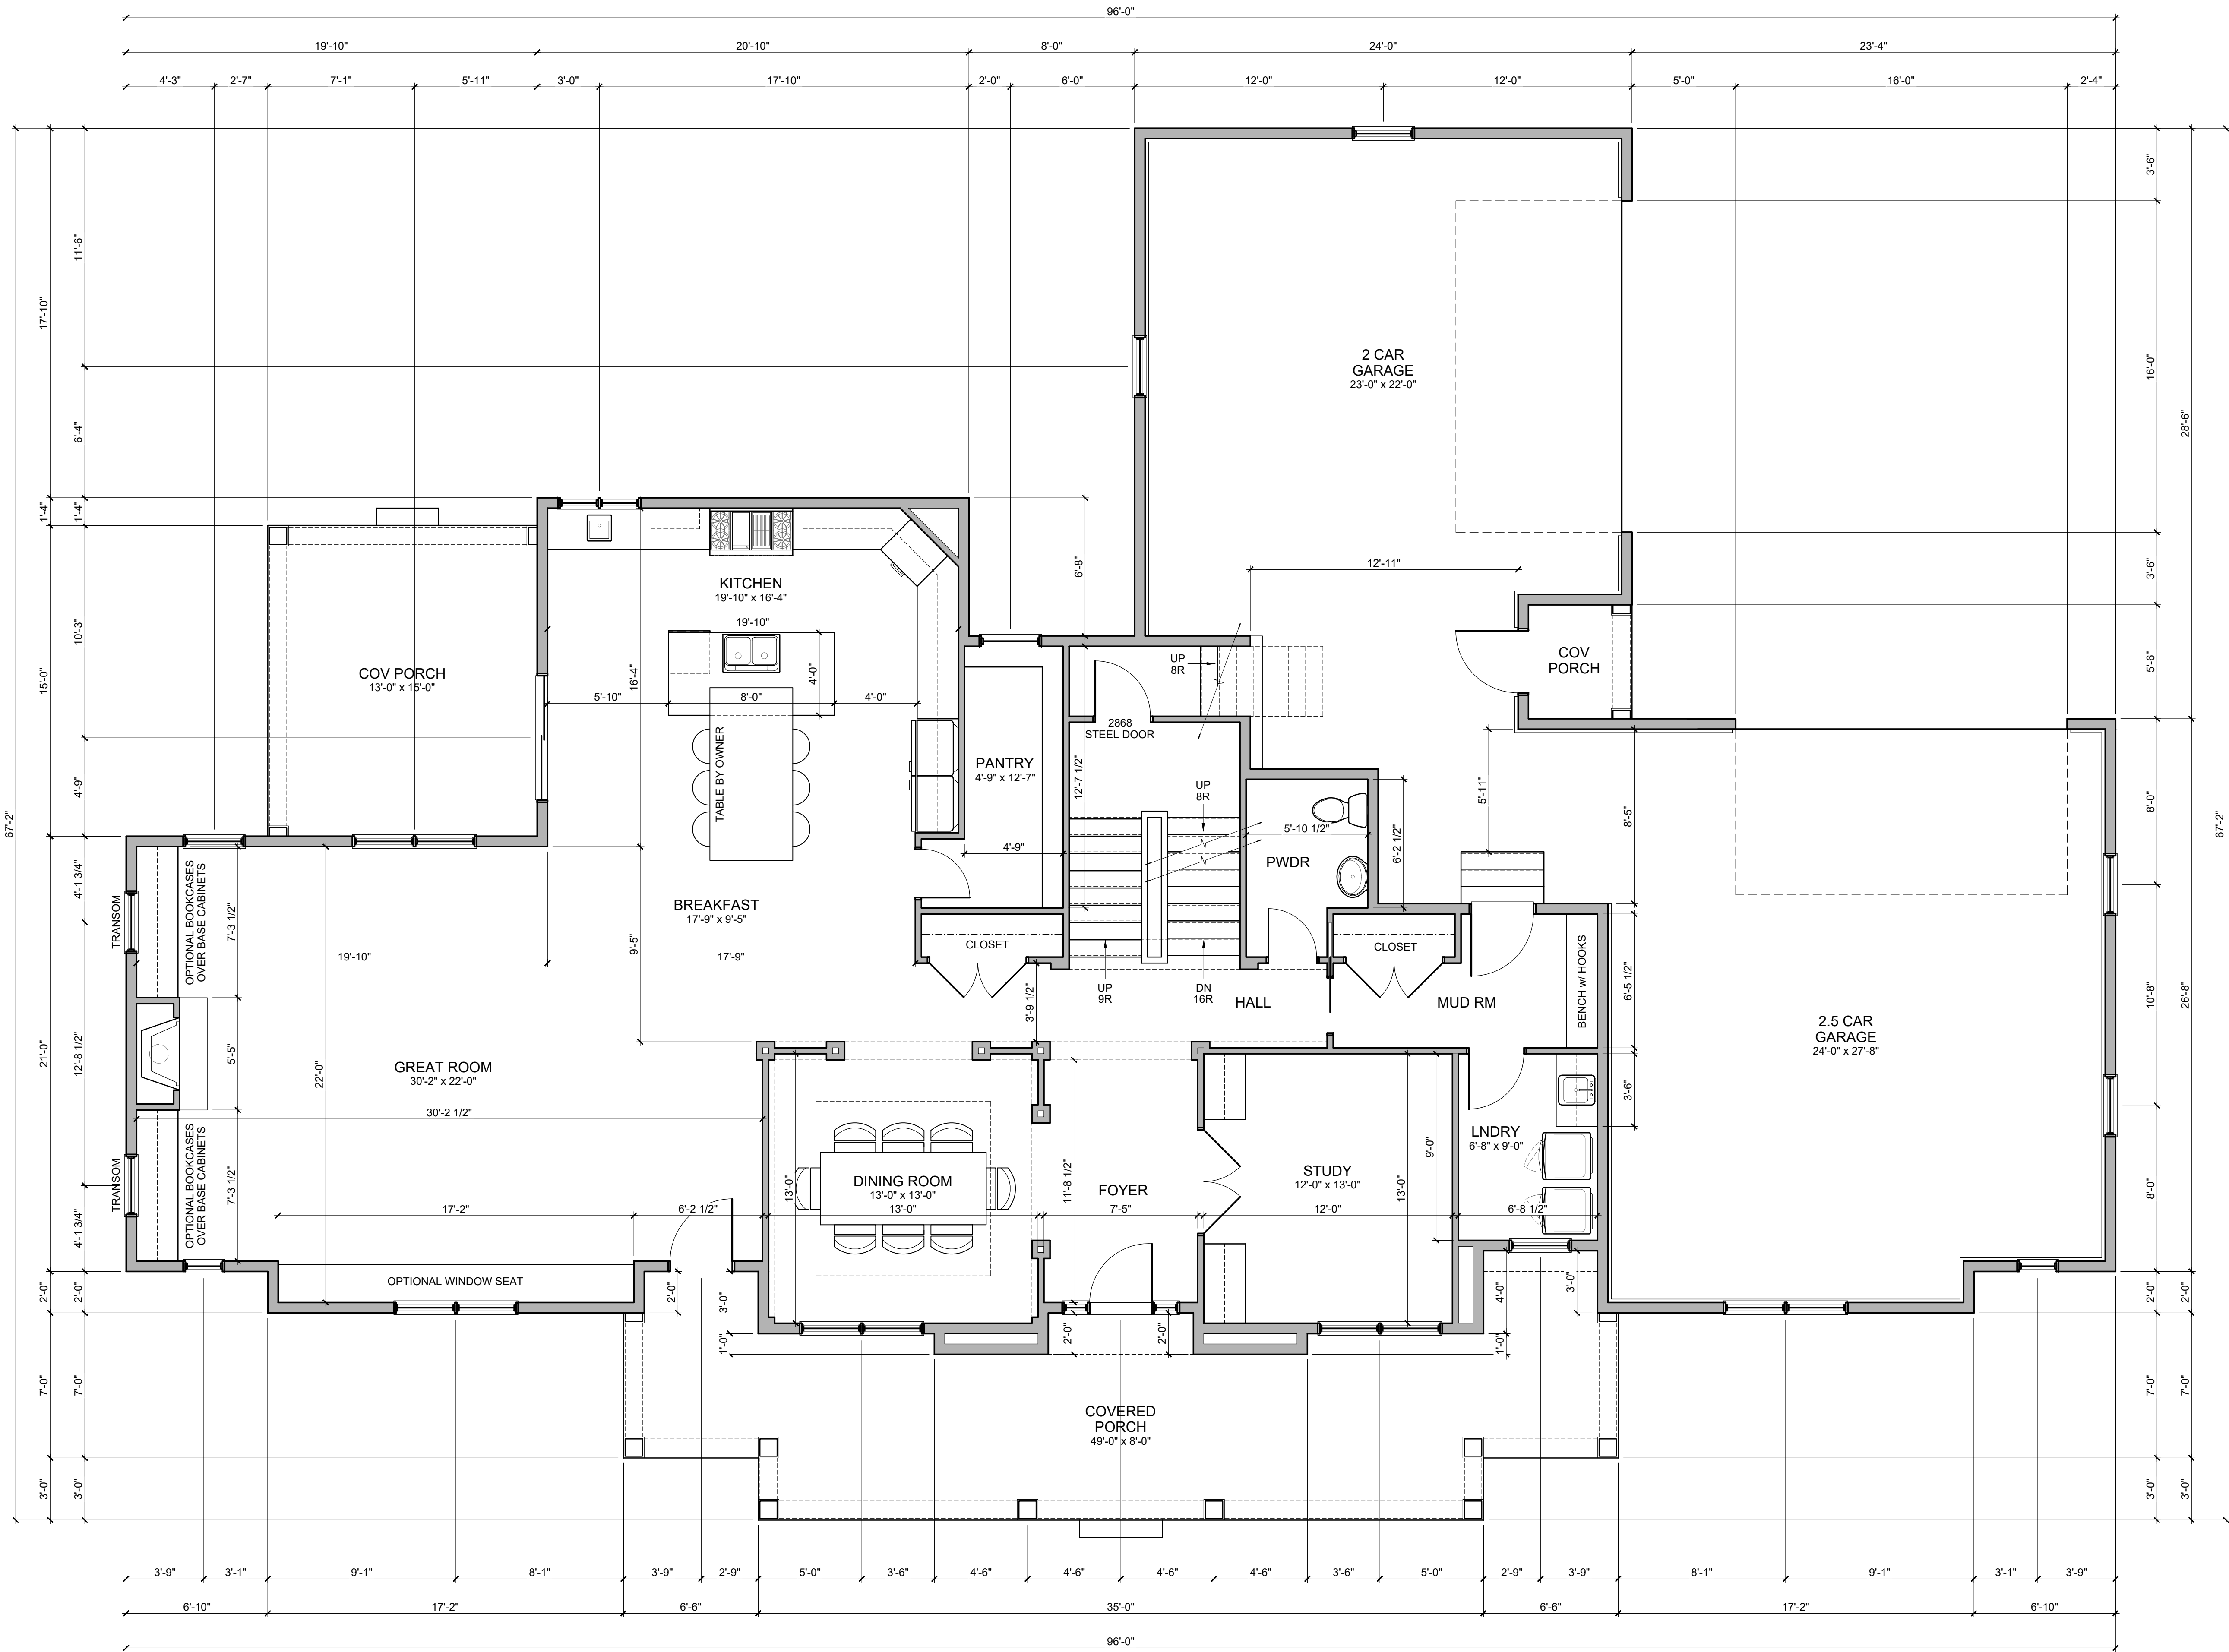 96'-0"
19'-10" 20'-10" 8'-0" 24'-0" 23'-4"
4'-3" 2'-7" 7'-1" 5'-11" 3'-0" 17'-10" 2'-0" 6'-0" 12'-0" 12'-0" 5'-0" 16'-0" 2'-4"
67'-2"
17'-10"
1'-4"
15'-0"
21'-0"
2'-0"
7'-0"
3'-0"
11'-6"
6'-4"
1'-4"
10'-3"
4'-9"
4'-1 3/4"
12'-8 1/2"
4'-1 3/4"
2'-0"
7'-0"
3'-0"
2 CAR
GARAGE
23'-0" x 22'-0"
12'-11"
COV
PORCH
KITCHEN
19'-10" x 16'-4"
19'-10"
16'-4"
4'-0"
5'-10" 8'-0" 4'-0"
TABLE BY OWNER
6'-8"
COV PORCH
13'-0" x 15'-0"
UP
8R
2868
STEEL DOOR
PANTRY
4'-9" x 12'-7"
12'-7 1/2"
4'-9"
UP
8R
5'-10 1/2"
6'-2 1/2"
PWDR
5'-11"
8'-5"
BREAKFAST
17'-9" x 9'-5"
9'-5"
19'-10" 17'-9"
CLOSET
3'-9 1/2"
UP
9R
DN
16R
HALL
CLOSET
MUD RM
BENCH w/ HOOKS
6'-5 1/2"
2.5 CAR
GARAGE
24'-0" x 27'-8"
TRANSOM
OPTIONAL BOOKCASES
OVER BASE CABINETS
7'-3 1/2"
5'-5"
7'-3 1/2"
TRANSOM
OPTIONAL BOOKCASES
OVER BASE CABINETS
22'-0"
GREAT ROOM
30'-2" x 22'-0"
30'-2 1/2"
17'-2" 6'-2 1/2"
OPTIONAL WINDOW SEAT
2'-0"
3'-0"
1'-0"
13'-0"
DINING ROOM
13'-0" x 13'-0"
13'-0"
11'-8 1/2"
FOYER
7'-5"
2'-0"
2'-0"
STUDY
12'-0" x 13'-0"
12'-0"
13'-0"
9'-0"
LNDRY
6'-8" x 9'-0"
3'-6"
6'-8 1/2"
4'-0"
3'-0"
1'-0"
COVERED
PORCH
49'-0" x 8'-0"
3'-6"
16'-0"
3'-6"
5'-6"
8'-0"
10'-8"
8'-0"
2'-0"
7'-0"
3'-0"
28'-6"
26'-8"
2'-0"
7'-0"
3'-0"
67'-2"
3'-9" 3'-1" 9'-1" 8'-1" 3'-9" 2'-9" 5'-0" 3'-6" 4'-6" 4'-6" 4'-6" 4'-6" 3'-6" 5'-0" 2'-9" 3'-9" 8'-1" 9'-1" 3'-1" 3'-9"
6'-10" 17'-2" 6'-6" 35'-0" 6'-6" 17'-2" 6'-10"
96'-0"